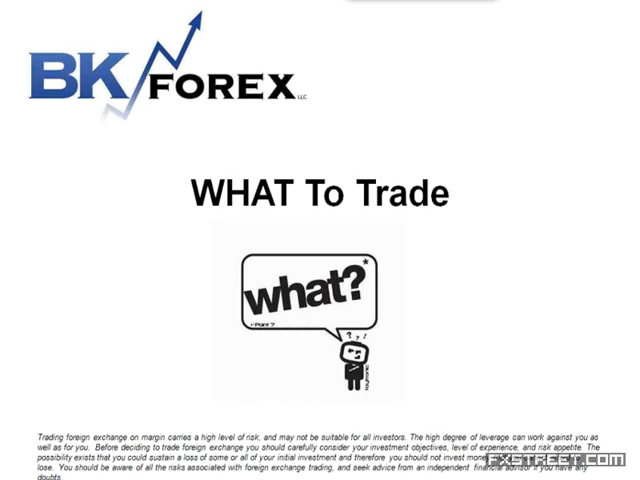 BK FOREX LLC
WHAT To Trade
what?*
? ? !
toytronic
Trading foreign exchange on margin carries a high level of risk, and may not be suitable for all investors. The high degree of leverage can work against you as
well as for you. Before deciding to trade foreign exchange you should carefully consider your investment objectives, level of experience, and risk appetite. The
possibility exists that you could sustain a loss of some or all of your initial investment and therefore you should not invest
lose. You should be aware of all the risks associated with foreign exchange trading, and seek advice from an independent financial advisor if you have any
doubts.
FXSTREET.COM